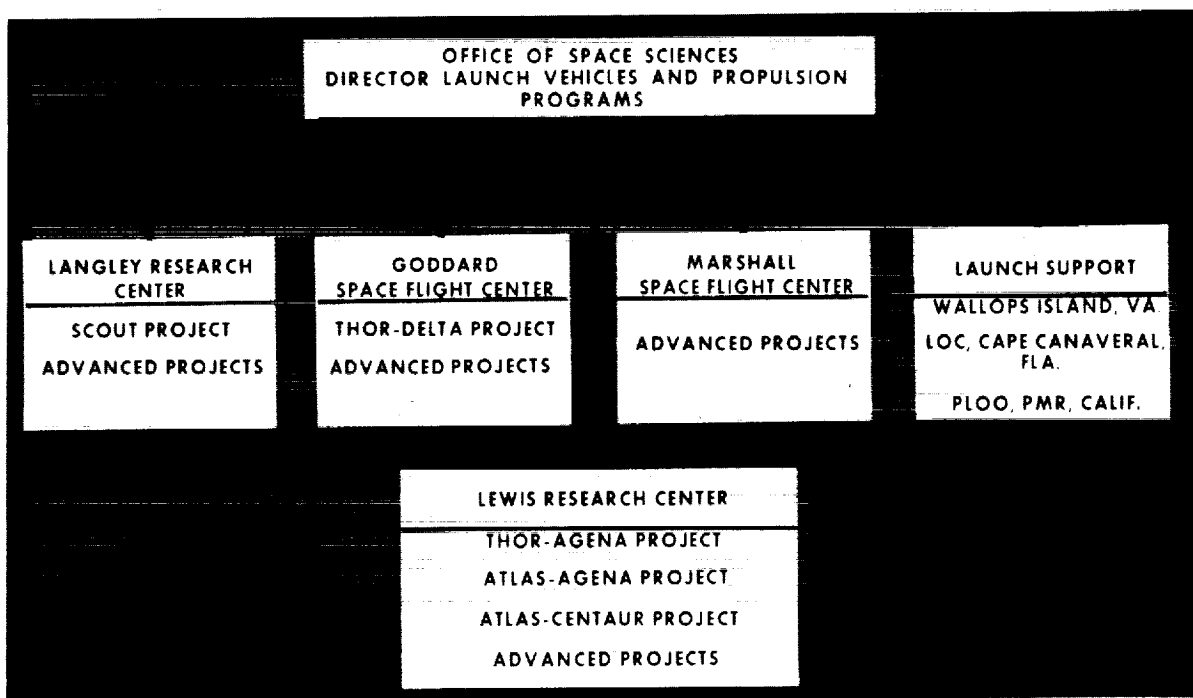 OFFICE OF SPACE SCIENCES
DIRECTOR LAUNCH VEHICLES AND PROPULSION
PROGRAMS
LANGLEY RESEARCH
CENTER
SCOUT PROJECT
ADVANCED PROJECTS
GODDARD
SPACE FLIGHT CENTER
THOR-DELTA PROJECT
ADVANCED PROJECTS
MARSHALL
SPACE FLIGHT CENTER
ADVANCED PROJECTS
LAUNCH SUPPORT
WALLOPS ISLAND, VA.
LOC, CAPE CANAVERAL,
FLA.
PLOO, PMR, CALIF.
LEWIS RESEARCH CENTER
THOR-AGENA PROJECT
ATLAS-AGENA PROJECT
ATLAS-CENTAUR PROJECT
ADVANCED PROJECTS